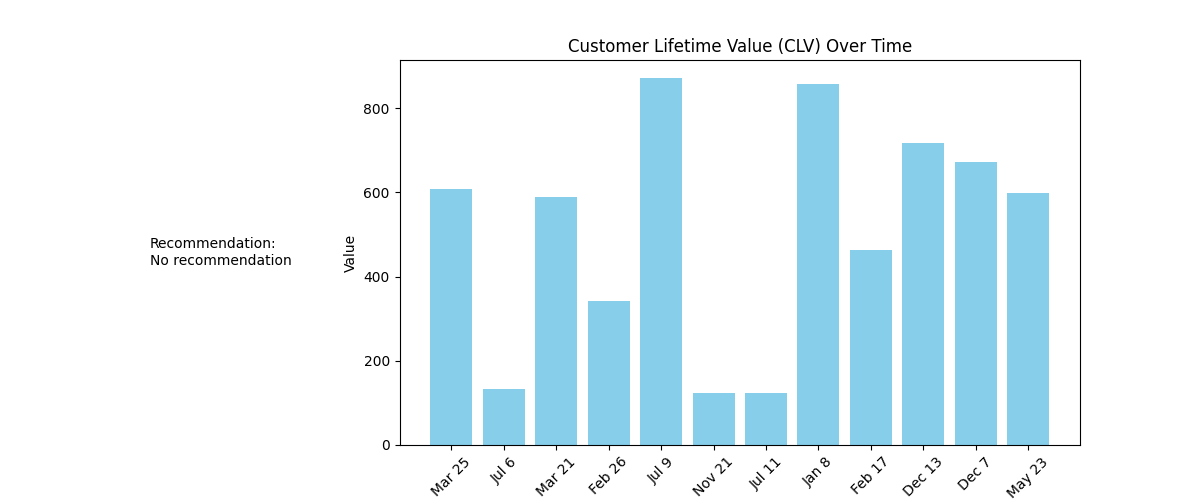 Customer Lifetime Value (CLV) Over Time
800
600
400
200
0
Value
Recommendation:
No recommendation
Mar 25
Jul 6
Mar 21
Feb 26
Jul 9
Nov 21
Jul 11
Jan 8
Feb 17
Dec 13
Dec 7
May 23